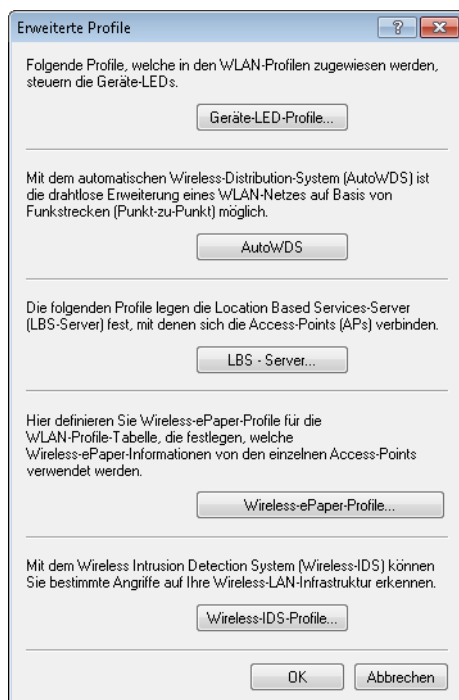 Erweiterte Profile
?
Folgende Profile, welche in den WLAN-Profilen zugewiesen werden,
steuern die Geräte-LEDs.
Geräte-LED-Profile...
Mit dem automatischen Wireless-Distribution-System (AutoWDS) ist
die drahtlose Erweiterung eines WLAN-Netzes auf Basis von
Funkstrecken (Punkt-zu-Punkt) möglich.
AutoWDS
Die folgenden Profile legen die Location Based Services-Server
(LBS-Server) fest, mit denen sich die Access-Points (APs) verbinden.
LBS - Server...
Hier definieren Sie Wireless-ePaper-Profile für die
WLAN-Profile-Tabelle, die festlegen, welche
Wireless-ePaper-Informationen von den einzelnen Access-Points
verwendet werden.
Wireless-ePaper-Profile...
Mit dem Wireless Intrusion Detection System (Wireless-IDS) können
Sie bestimmte Angriffe auf Ihre Wireless-LAN-Infrastruktur erkennen.
Wireless-IDS-Profile...
OK Abbrechen